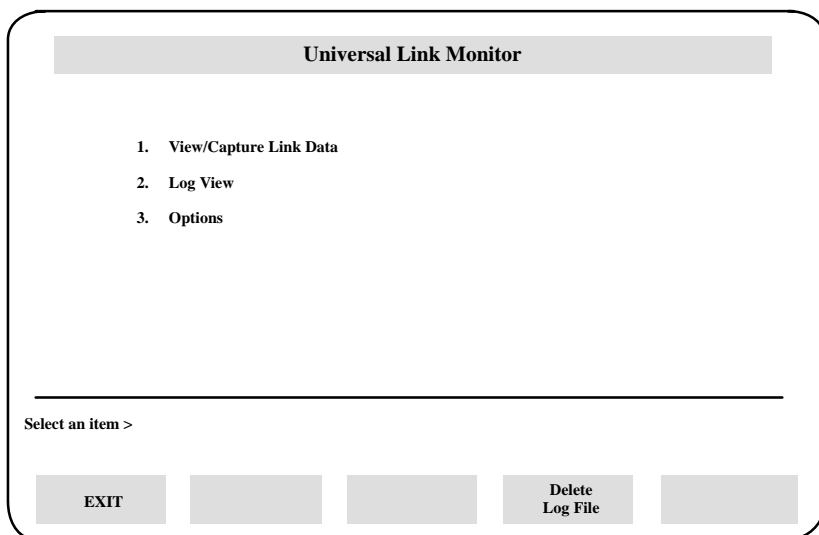 Universal Link Monitor
1. View/Capture Link Data
2. Log View
3. Options
Select an item >
EXIT
Delete
Log File